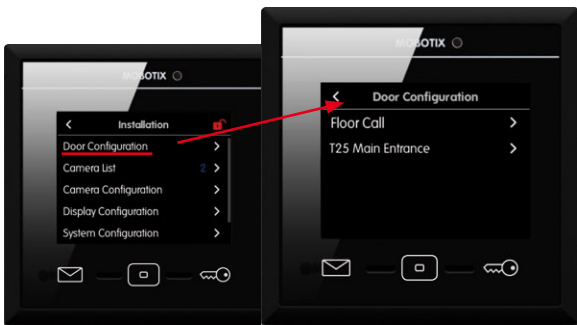 MOBOTIX
Installation
Door Configuration
Camera List 2
Camera Configuration
Display Configuration
System Configuration
MOBOTIX
Door Configuration
Floor Call
T25 Main Entrance